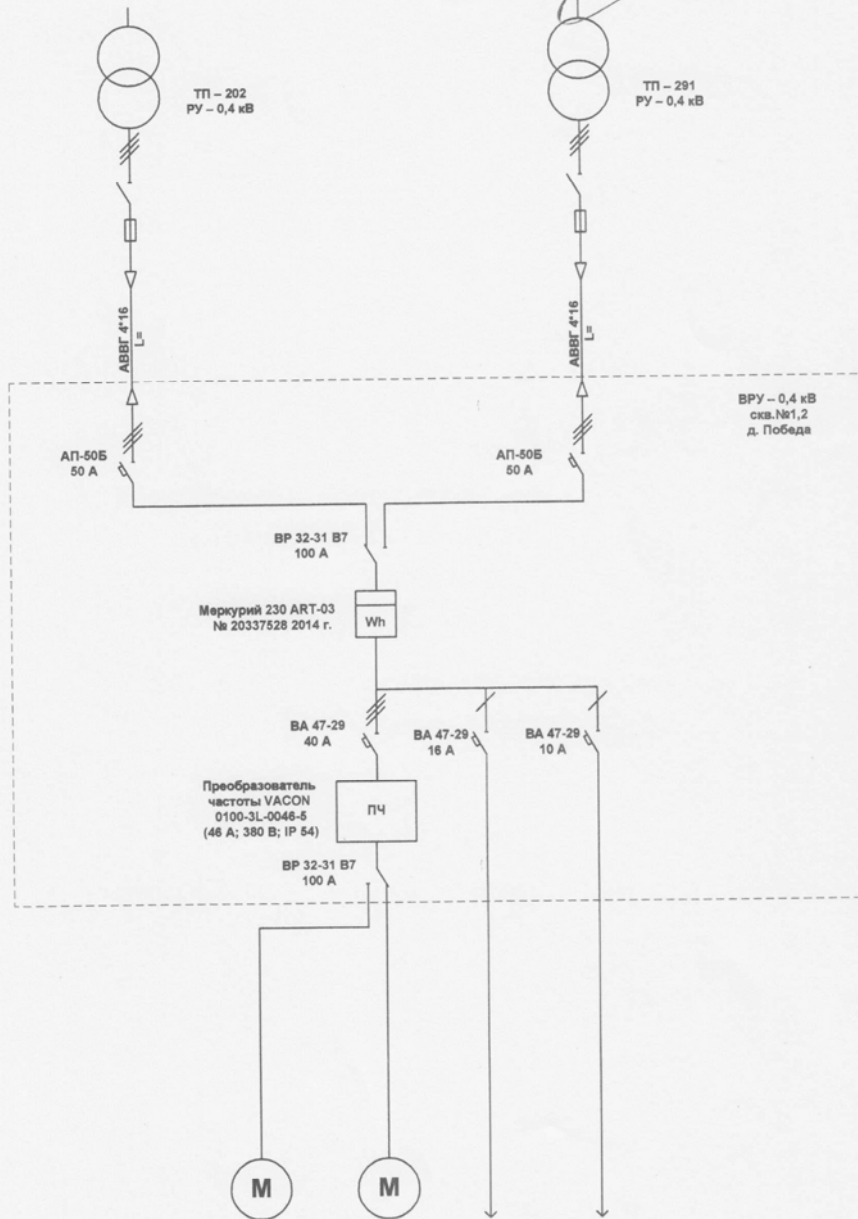 ТП – 202
РУ – 0,4 кВ
ТП – 291
РУ – 0,4 кВ
АВВГ 4*16
L=
АВВГ 4*16
L=
ВРУ – 0,4 кВ
скв.№1,2
д. Победа
АП-50Б
50 А
АП-50Б
50 А
ВР 32-31 В7
100 А
Меркурий 230 ART-03
№ 20337528 2014 г.
Wh
ВА 47-29
40 А
ВА 47-29
16 А
ВА 47-29
10 А
Преобразователь
частоты VACON
0100-3L-0046-5
(46 А; 380 В; IP 54)
ПЧ
ВР 32-31 В7
100 А
М
М